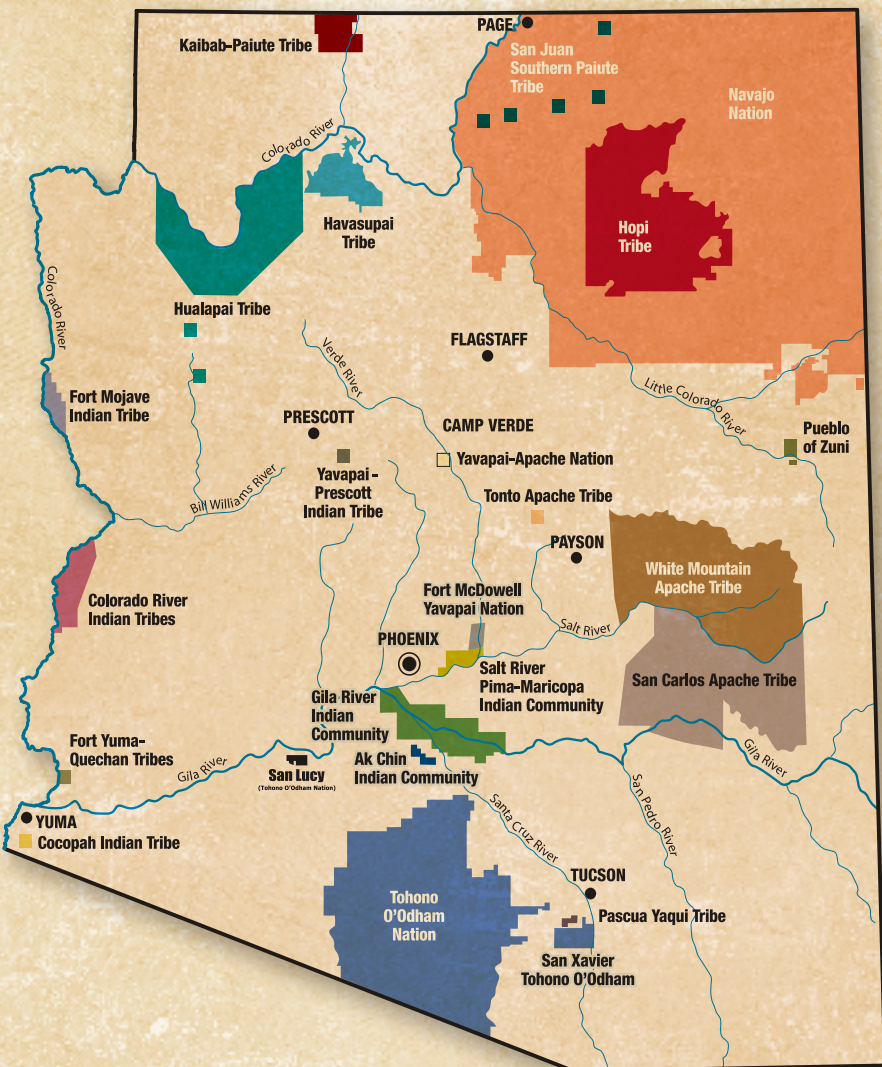 PAGE
Kaibab-Paiute Tribe
San Juan
Southern Paiute
Tribe
Navajo
Nation
Colorado River
Havasupai
Tribe
Hopi
Tribe
Colorado River
Hualapai Tribe
FLAGSTAFF
Verde River
Little Colorado River
Fort Mojave
Indian Tribe
PRESCOTT
CAMP VERDE
Pueblo
of Zuni
Yavapai-Apache Nation
Yavapai-
Prescott
Indian Tribe
Bill Williams River
Tonto Apache Tribe
PAYSON
White Mountain
Apache Tribe
Colorado River
Indian Tribes
Fort McDowell
Yavapai Nation
Salt River
PHOENIX
Salt River
Pima-Maricopa
Indian Community
San Carlos Apache Tribe
Gila River
Indian
Community
Fort Yuma-
Quechan Tribes
Gila River
San Lucy
(Tohono O'Odham Nation)
Ak Chin
Indian Community
Gila River
San Pedro River
Santa Cruz River
YUMA
Cocopah Indian Tribe
TUCSON
Tohono
O'Odham
Nation
Pascua Yaqui Tribe
San Xavier
Tohono O'Odham